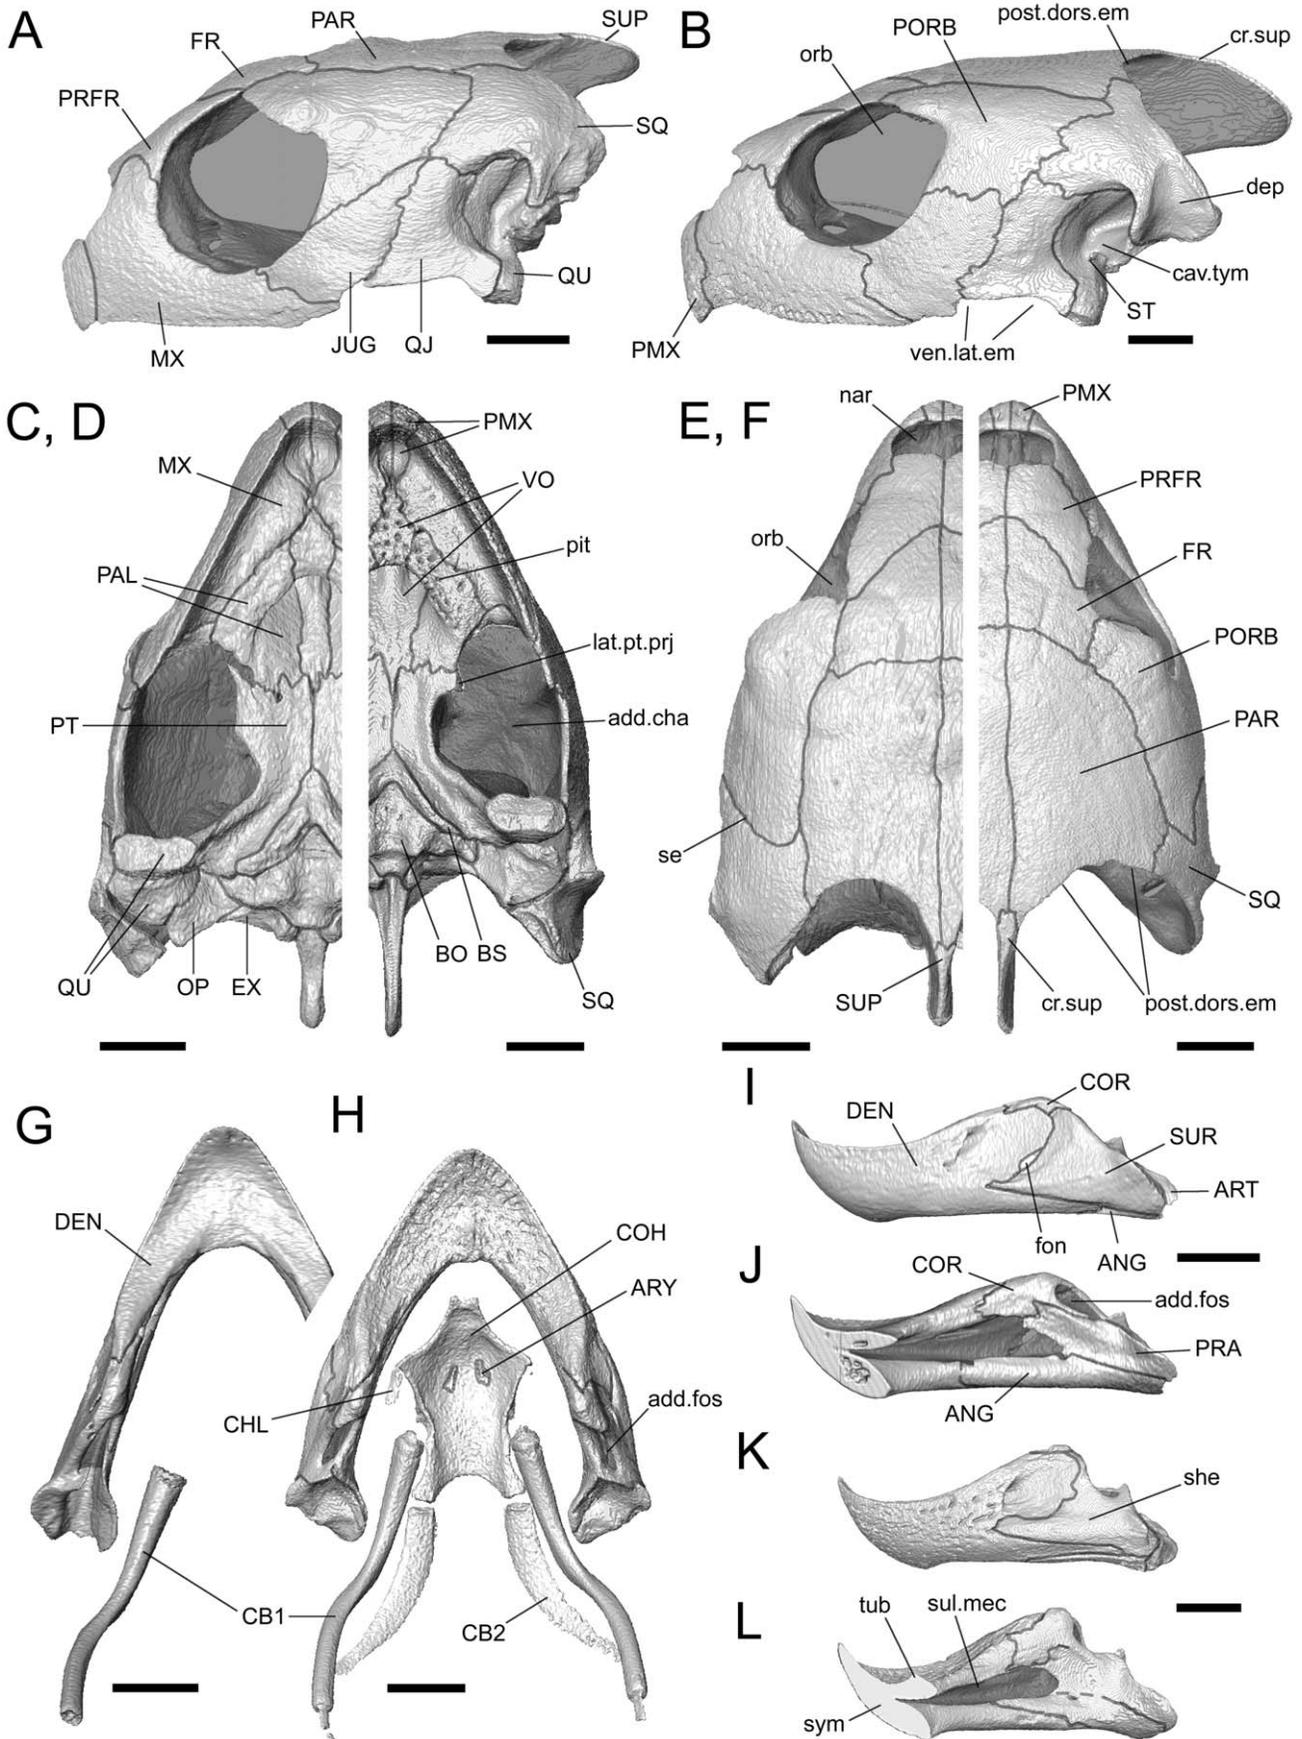 A
PAR
SUP
FR
PRFR
SQ
QU
MX
JUG
QJ
B
post.dors.em
PORB
cr.sup
orb
dep
cav.tym
ST
PMX
ven.lat.em
C, D
PMX
MX
VO
pit
PAL
lat.pt.prj
PT
add.cha
QU
OP
EX
BO
BS
SQ
E, F
nar
PMX
PRFR
orb
FR
PORB
PAR
se
SQ
SUP
cr.sup
post.dors.em
G
DEN
CB1
H
COH
ARY
CHL
add.fos
CB2
I
COR
DEN
SUR
ART
fon
ANG
J
COR
add.fos
PRA
ANG
K
she
L
tub
sul.mec
sym